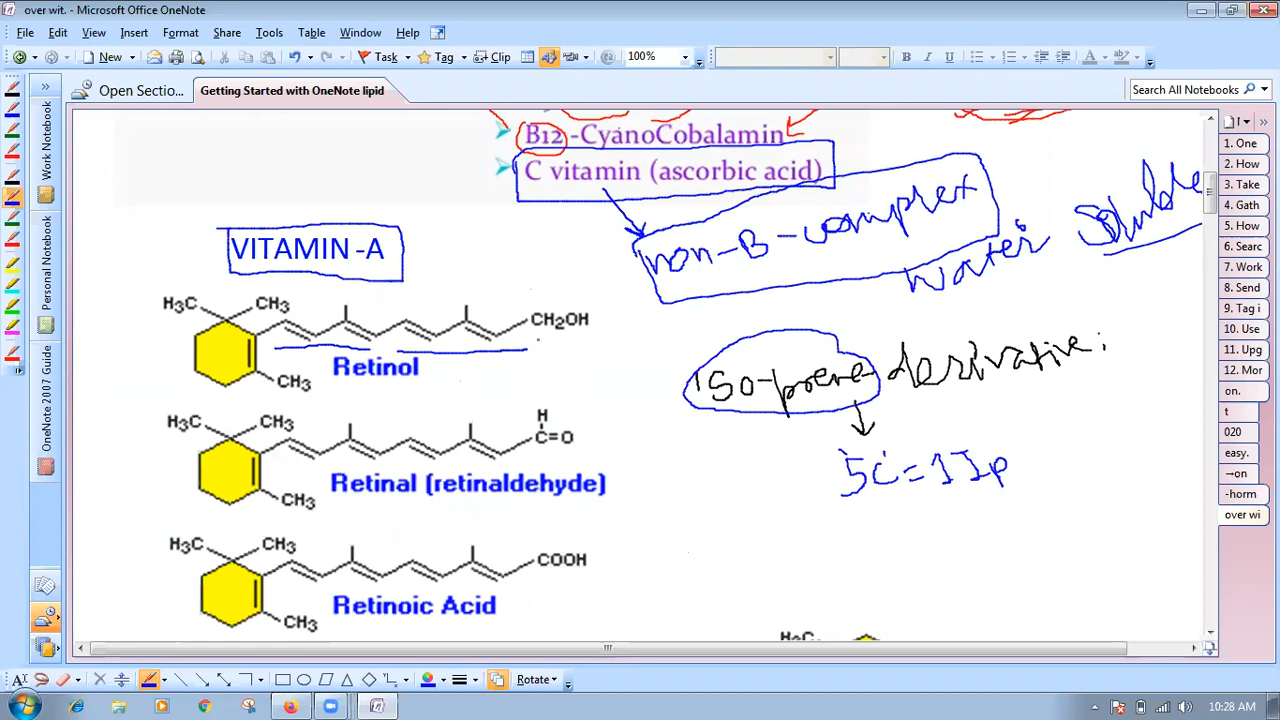 over wit. - Microsoft Office OneNote
File Edit View Insert Format Share Tools Table Window Help
New Task Tag Clip 100% B I U
Open Sectio... Getting Started with OneNote lipid Search All Notebooks
B12 -CyanoCobalamin
C vitamin (ascorbic acid)
non-B-complex
water soluble
VITAMIN -A
H₃C CH₃
CH₂OH
CH₃
Retinol
Iso-prene-derivative.
5C=1Ip
H₃C CH₃
H
C=O
CH₃
Retinal (retinaldehyde)
H₃C CH₃
COOH
CH₃
Retinoic Acid
H₃C
Work Notebook
Personal Notebook
OneNote 2007 Guide
1. One
2. How
3. Take
4. Gath
5. How
6. Searc
7. Work
8. Send
9. Tag i
10. Use
11. Upg
12. Mor
on.
t
020
easy.
→on
-horm
over wi
Rotate
10:28 AM